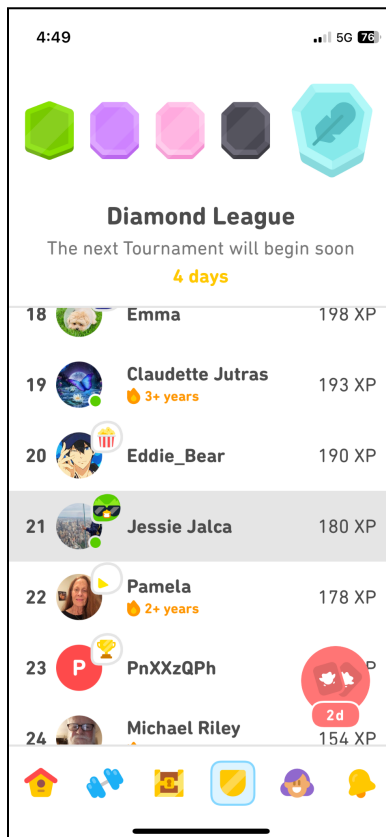 4:49
5G 76
Diamond League
The next Tournament will begin soon
4 days
18 Emma 198 XP
19 Claudette Jutras 193 XP
3+ years
20 Eddie_Bear 190 XP
21 Jessie Jalca 180 XP
22 Pamela 178 XP
2+ years
23 P PnXXzQPh
2d
24 Michael Riley 154 XP